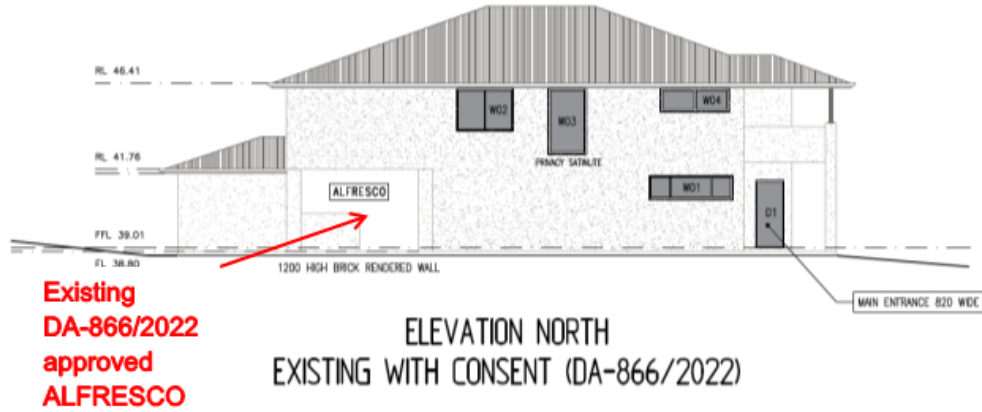 RL 46.41
W02
W03
W04
PRIVACY SATINLITE
RL 41.76
ALFRESCO
W01
D1
FFL 39.01
FL 38.80
1200 HIGH BRICK RENDERED WALL
MAIN ENTRANCE 820 WIDE
Existing
DA-866/2022
approved
ALFRESCO
ELEVATION NORTH
EXISTING WITH CONSENT (DA-866/2022)